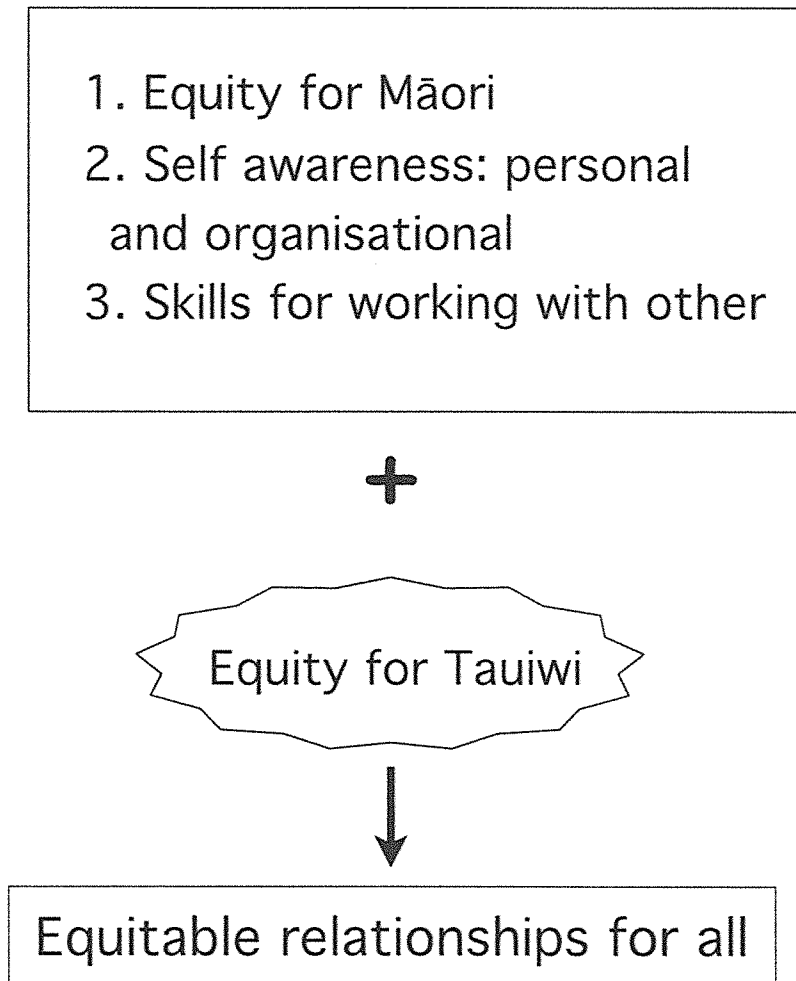 1. Equity for Māori
2. Self awareness: personal
and organisational
3. Skills for working with other
+
Equity for Tauiwi
Equitable relationships for all